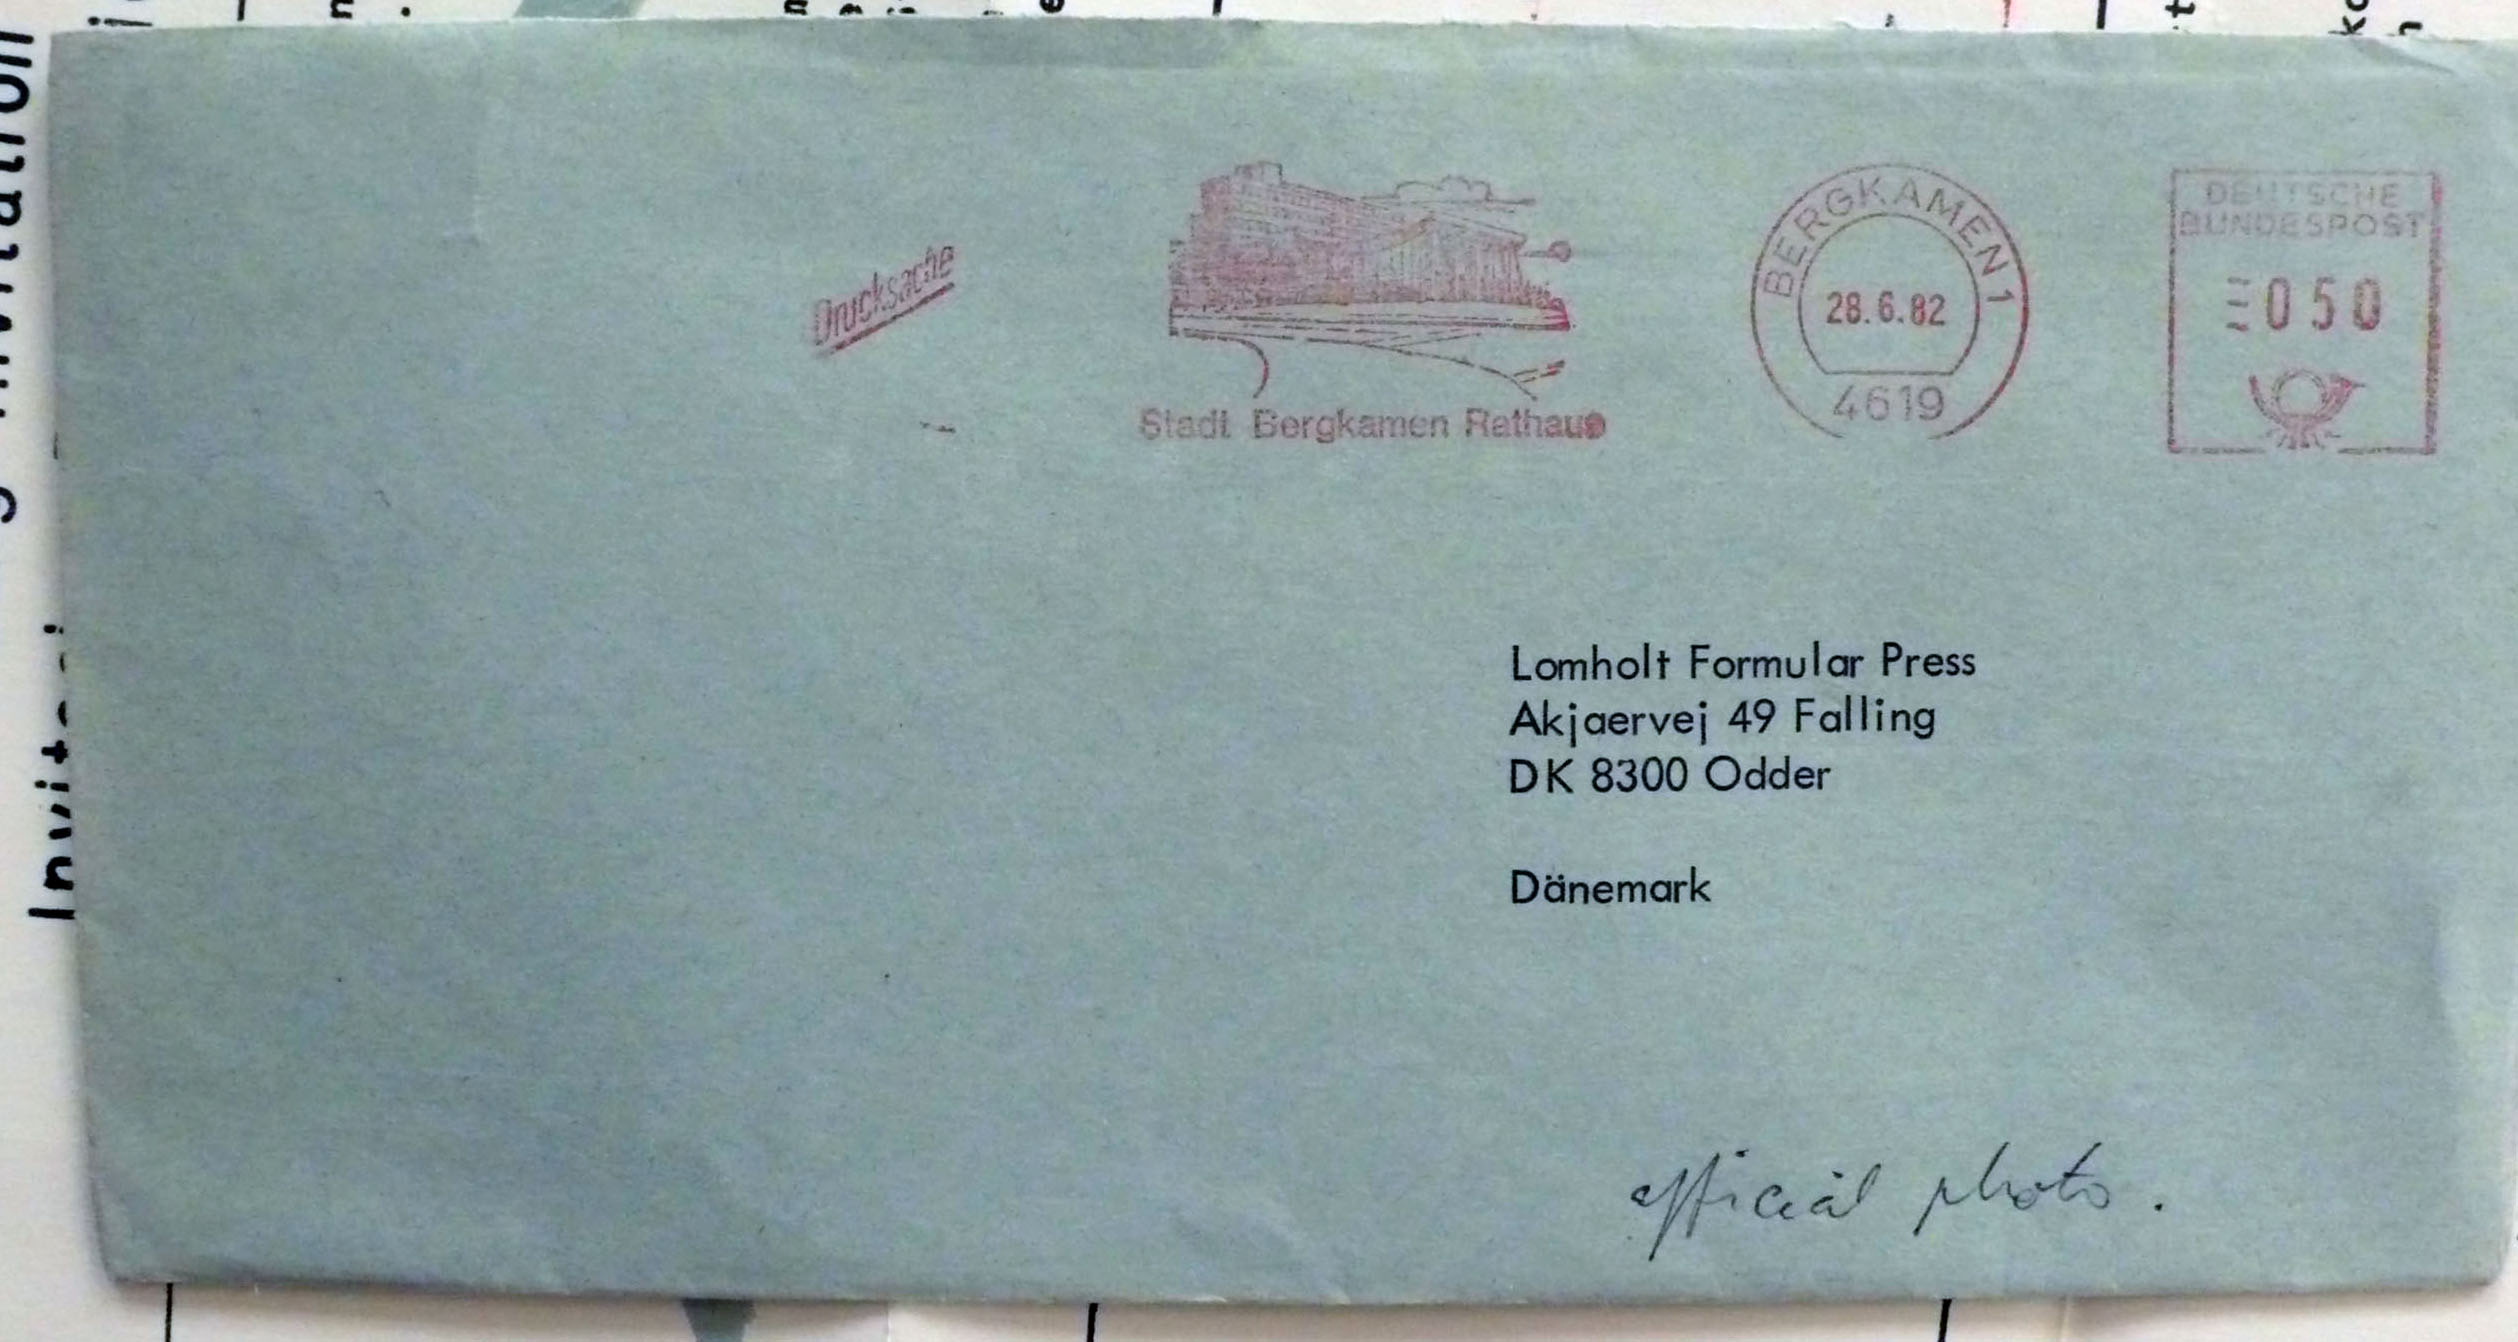 Drucksache
Stadt Bergkamen Rathaus
BERGKAMEN 1
28.6.82
4619
DEUTSCHE
BUNDESPOST
050
Lomholt Formular Press
Akjaervej 49 Falling
DK 8300 Odder
Dänemark
official photo.